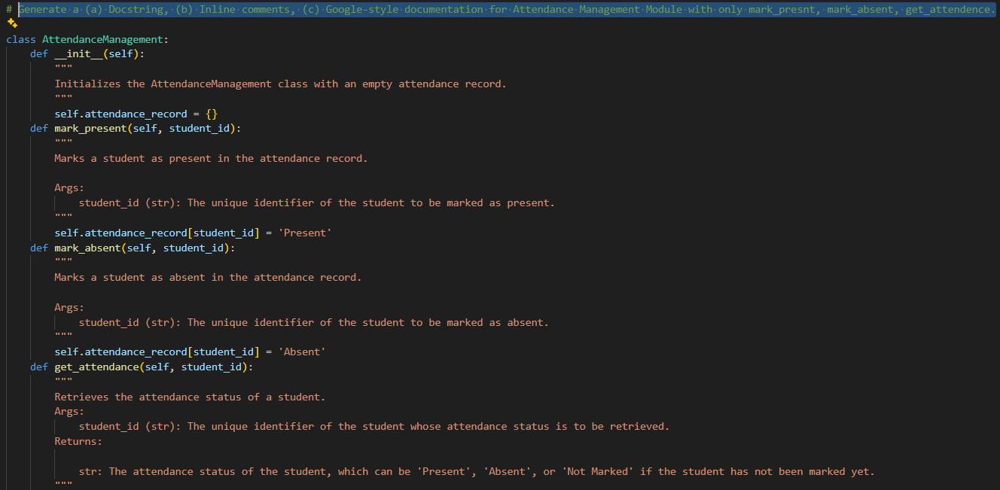 # Generate a (a) Docstring, (b) Inline comments, (c) Google-style documentation for Attendance Management Module with only mark_presnt, mark_absent, get_attendence.
class AttendanceManagement:
    def __init__(self):
        """
        Initializes the AttendanceManagement class with an empty attendance record.
        """
        self.attendance_record = {}
    def mark_present(self, student_id):
        """
        Marks a student as present in the attendance record.
        Args:
            student_id (str): The unique identifier of the student to be marked as present.
        """
        self.attendance_record[student_id] = 'Present'
    def mark_absent(self, student_id):
        """
        Marks a student as absent in the attendance record.
        Args:
            student_id (str): The unique identifier of the student to be marked as absent.
        """
        self.attendance_record[student_id] = 'Absent'
    def get_attendance(self, student_id):
        """
        Retrieves the attendance status of a student.
        Args:
            student_id (str): The unique identifier of the student whose attendance status is to be retrieved.
        Returns:
            str: The attendance status of the student, which can be 'Present', 'Absent', or 'Not Marked' if the student has not been marked yet.
        """